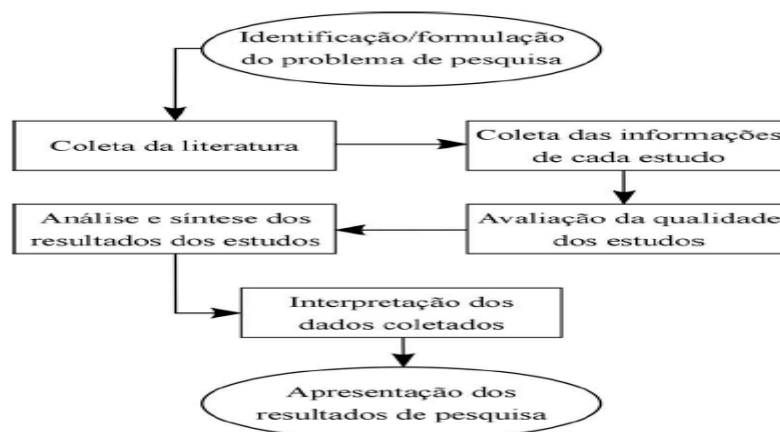 Identificação/formulação
do problema de pesquisa
Coleta da literatura
Coleta das informações
de cada estudo
Avaliação da qualidade
dos estudos
Análise e síntese dos
resultados dos estudos
Interpretação dos
dados coletados
Apresentação dos
resultados de pesquisa